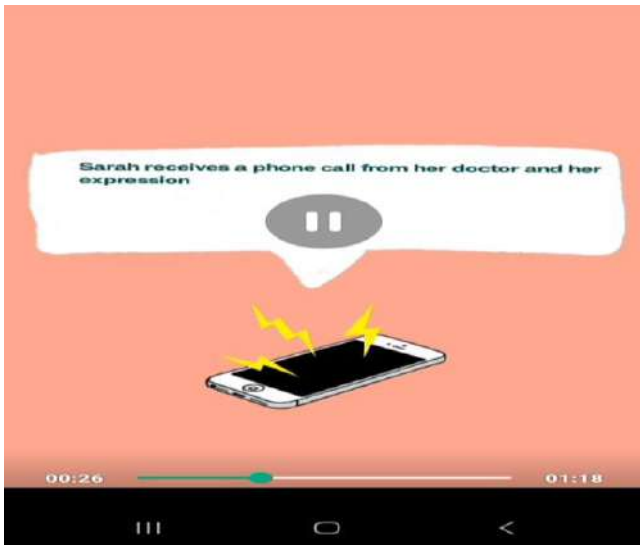 Sarah receives a phone call from her doctor and her
expression
00:26
01:18